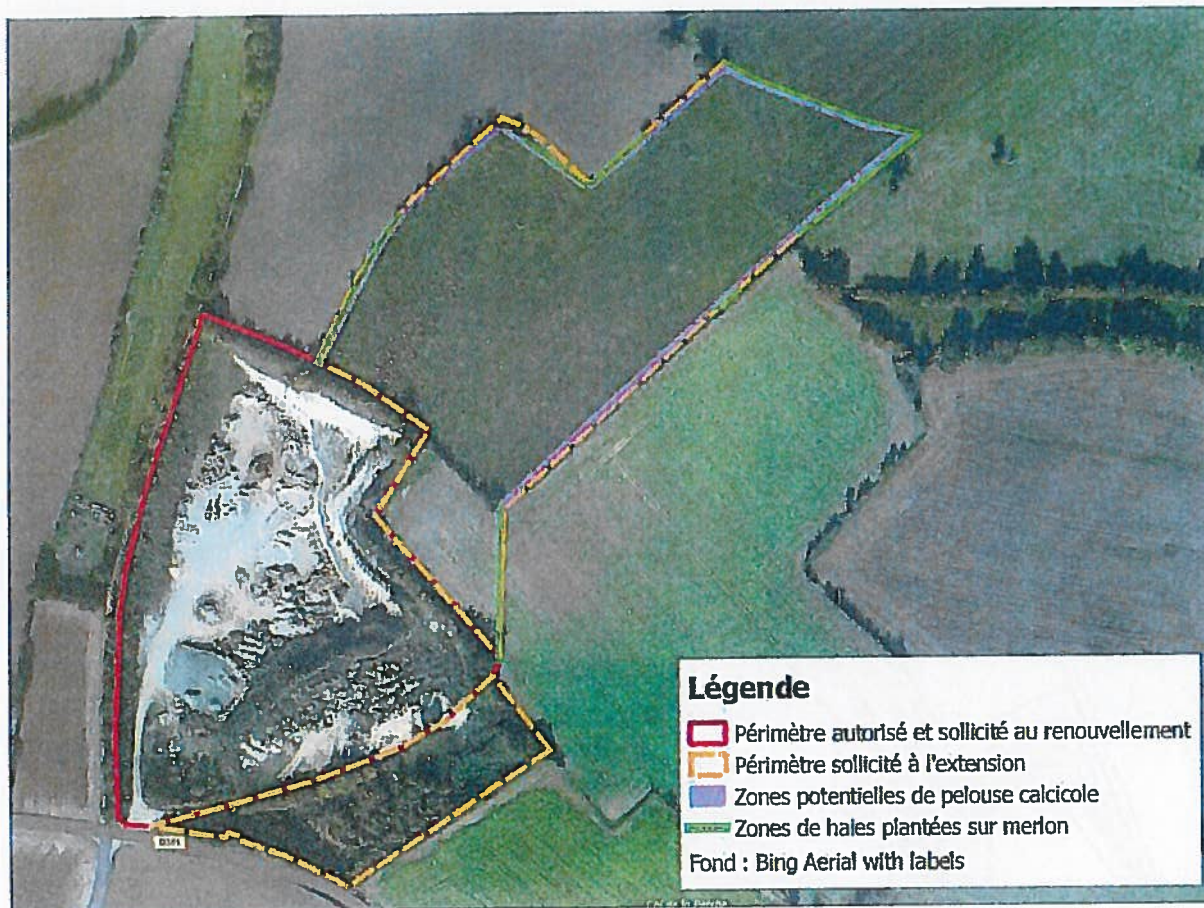 Légende
Périmètre autorisé et sollicité au renouvellement
Périmètre sollicité à l'extension
Zones potentielles de pelouse calcicole
Zones de haies plantées sur merlon
Fond : Bing Aerial with labels